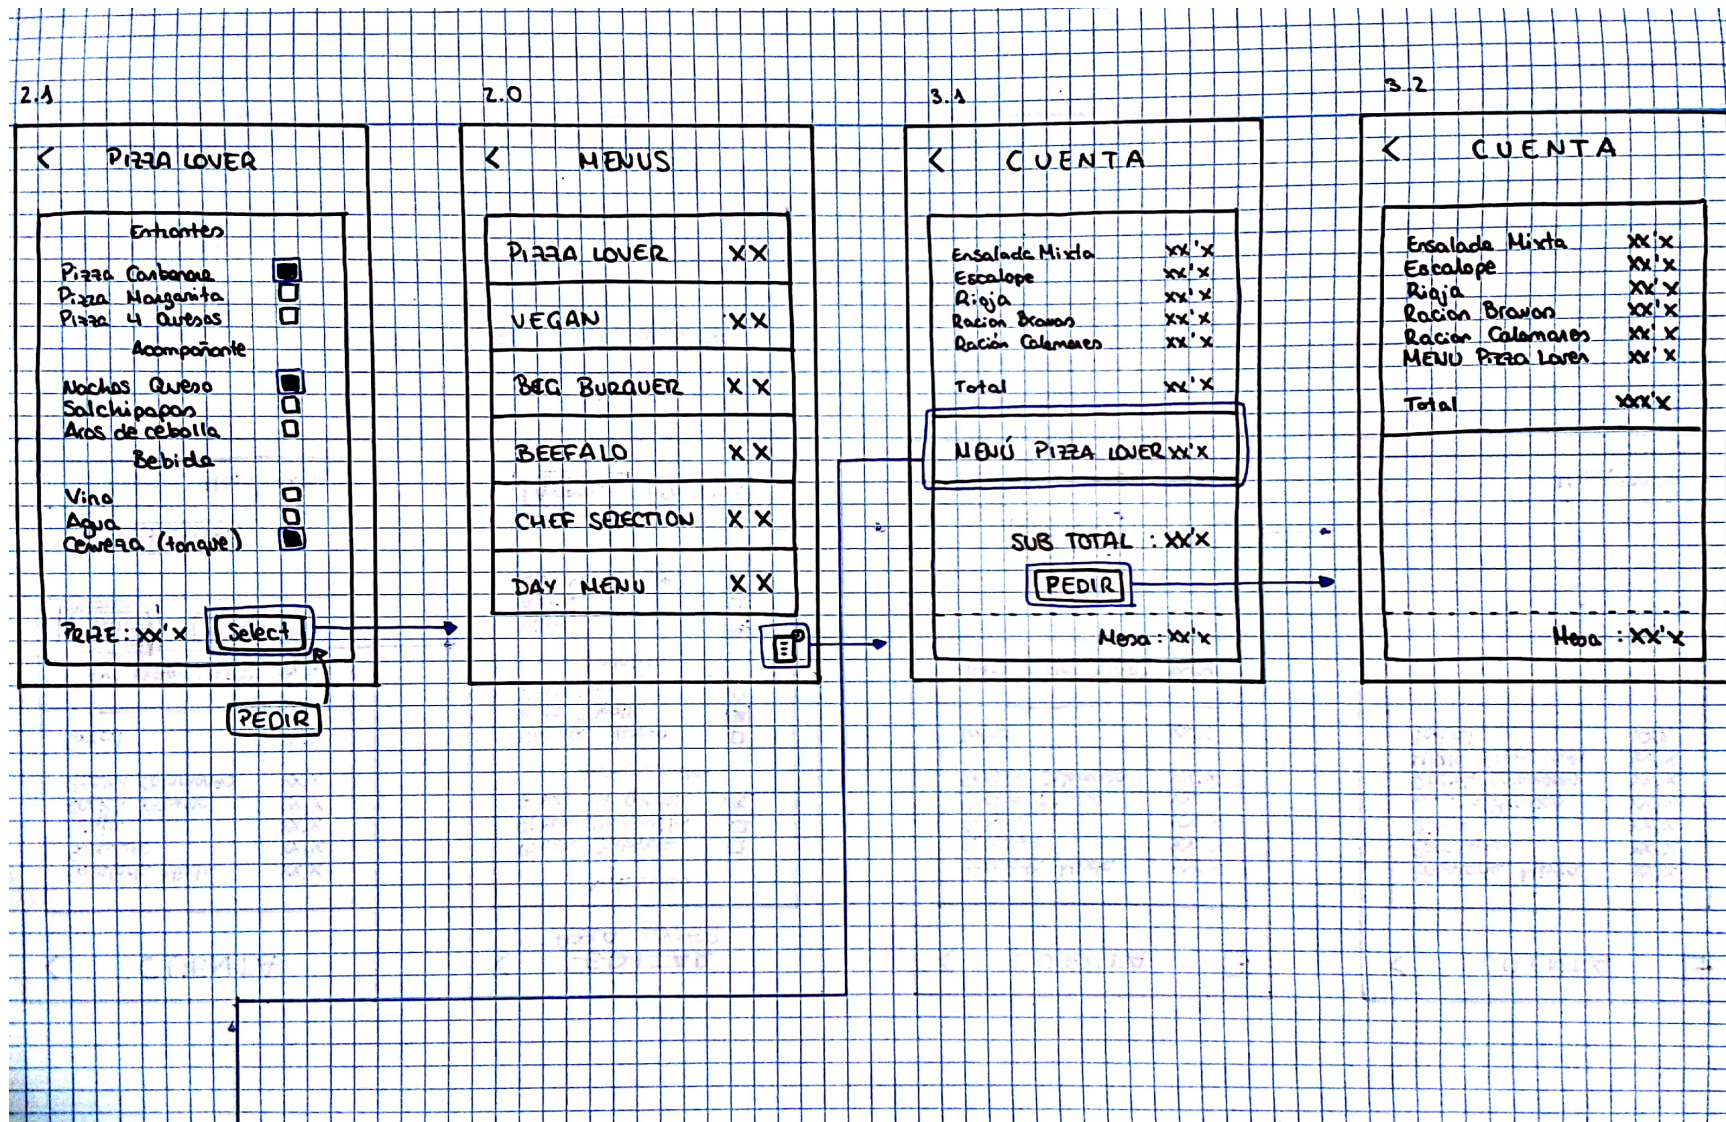 2.1
< PIZZA LOVER
Entrantes
Pizza Carbonara
Pizza Margarita
Pizza 4 Quesos
Acompañante
Nachos Queso
Salchipapas
Aros de cebolla
Bebida
Vino
Agua
Cerveza (tanque)
PRIZE: XX'X Select
PEDIR
2.0
< MENUS
PIZZA LOVER XX
VEGAN XX
BEG BURGUER XX
BEEFALO XX
CHEF SELECTION XX
DAY MENU XX
3.1
< CUENTA
Ensalada Mixta XX'X
Escalope XX'X
Rioja XX'X
Ración Bravas XX'X
Ración Calamares XX'X
Total XX'X
MENÚ PIZZA LOVER XX'X
SUB TOTAL : XX'X
PEDIR
Mesa : XX'X
3.2
< CUENTA
Ensalada Mixta XX'X
Escalope XX'X
Rioja XX'X
Racion Bravas XX'X
Racion Calamares XX'X
MENU Pizza Lover XX'X
Total XXX'X
Mesa : XX'X